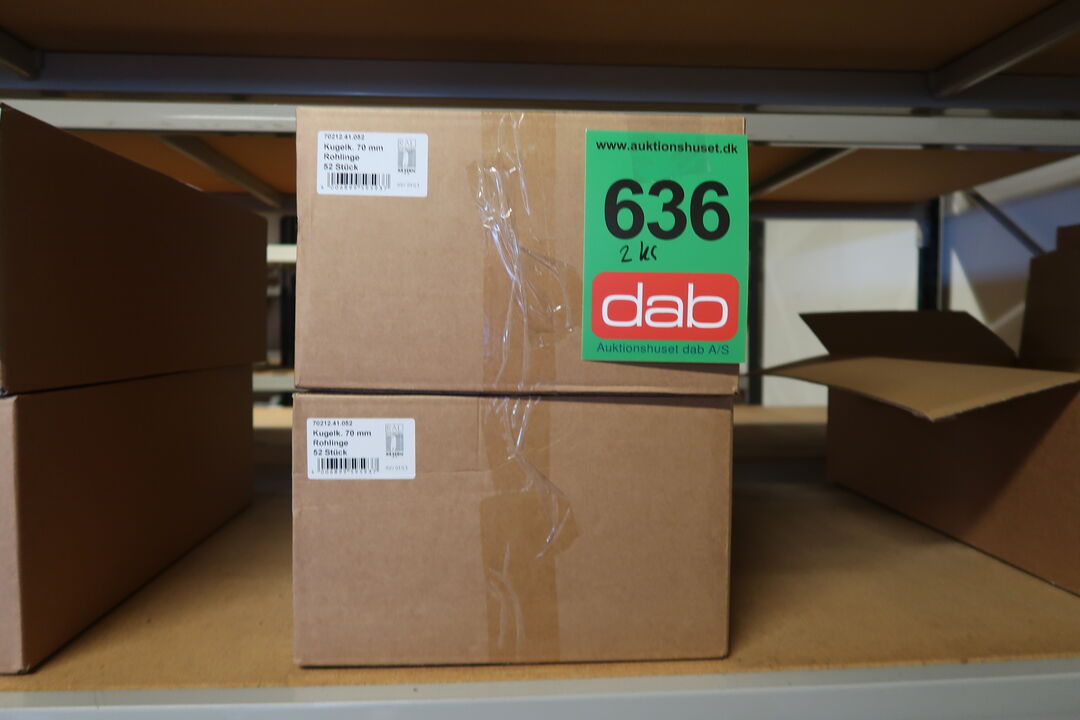 70212.41.052
Kugelk. 70 mm
Rohlinge
52 Stück
www.auktionshuset.dk
636
2 ks
dab
Auktionshuset dab A/S
70212.41.052
Kugelk. 70 mm
Rohlinge
52 Stück